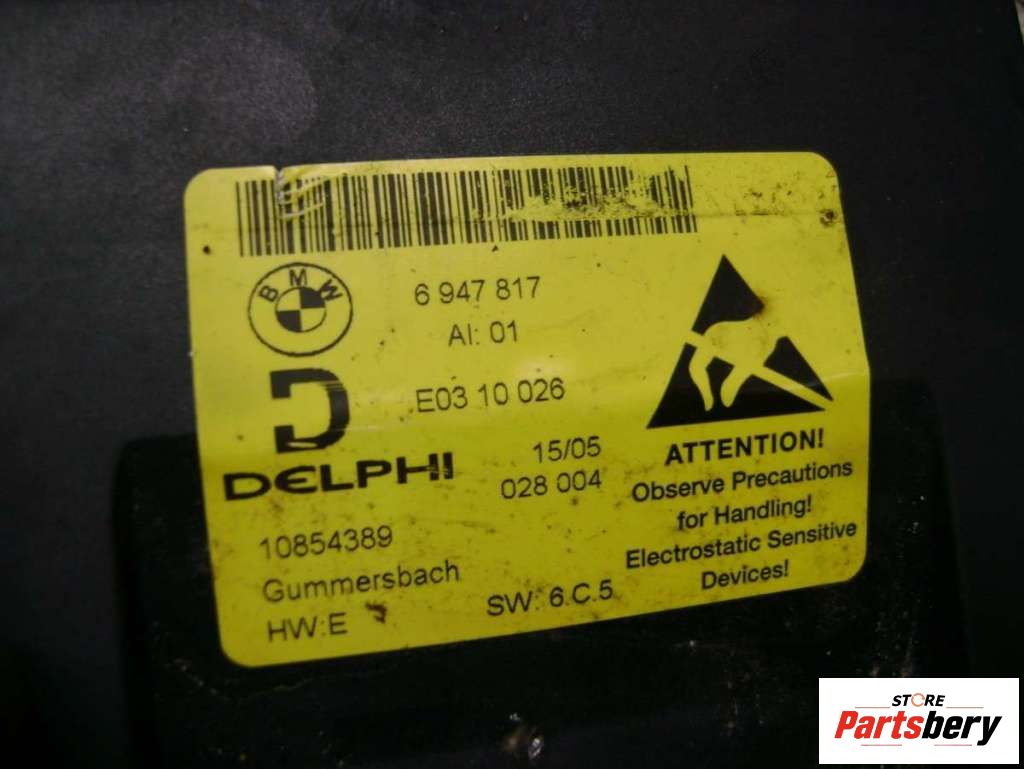 BMW
6 947 817
AI: 01
E03 10 026
DELPHI
15/05
028 004
10854389
Gummersbach
HW:E
SW: 6.C.5
ATTENTION!
Observe Precautions
for Handling!
Electrostatic Sensitive
Devices!
STORE
Partsbery